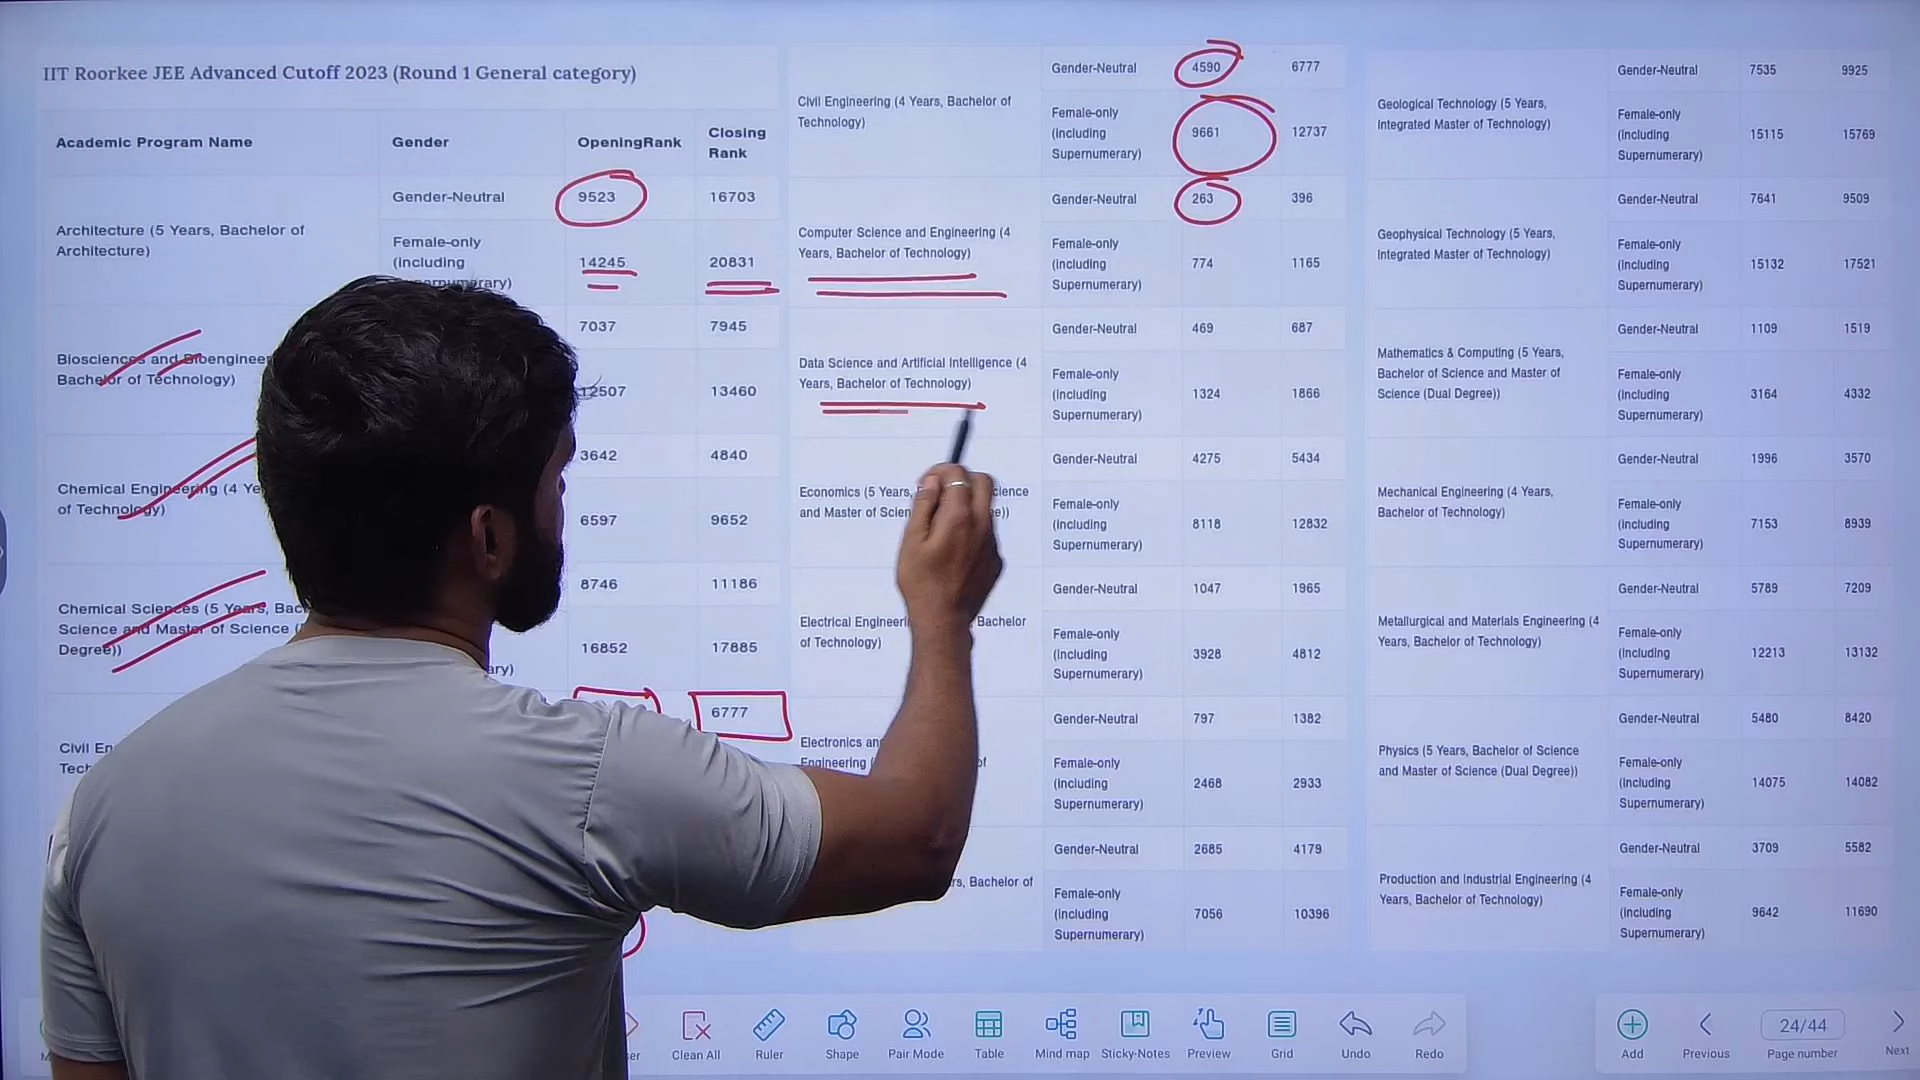 IIT Roorkee JEE Advanced Cutoff 2023 (Round 1 General category)
Academic Program Name
Gender
OpeningRank
Closing
Rank
Architecture (5 Years, Bachelor of
Architecture)
Gender-Neutral
9523
16703
Female-only
(including
14245
20831
Biosciences and
Bachelor of Technology)
7037
7945
12507
13460
Chemical Engineering (4
of Technology)
3642
4840
6597
9652
Chemical Sciences (5 Years,
Science and Master of Science
Degree))
8746
11186
16852
17885
6777
Civil
Civil Engineering (4 Years, Bachelor of
Technology)
Gender-Neutral
4590
6777
Female-only
(including
Supernumerary)
9661
12737
Computer Science and Engineering (4
Years, Bachelor of Technology)
Gender-Neutral
263
396
Female-only
(including
Supernumerary)
774
1165
Data Science and Artificial Intelligence (4
Years, Bachelor of Technology)
Gender-Neutral
469
687
Female-only
(including
Supernumerary)
1324
1866
Economics (5 Years,
and Master of
Gender-Neutral
4275
5434
Female-only
(including
Supernumerary)
8118
12832
Electrical Bachelor
of Technology)
Gender-Neutral
1047
1965
Female-only
(including
Supernumerary)
3928
4812
Electronics
Engineering
Gender-Neutral
797
1382
Female-only
(including
Supernumerary)
2468
2933
Bachelor of
Gender-Neutral
2685
4179
Female-only
(including
Supernumerary)
7056
10396
Geological Technology (5 Years,
Integrated Master of Technology)
Gender-Neutral
7535
9925
Female-only
(including
Supernumerary)
15115
15769
Geophysical Technology (5 Years,
Integrated Master of Technology)
Gender-Neutral
7641
9509
Female-only
(including
Supernumerary)
15132
17521
Mathematics & Computing (5 Years,
Bachelor of Science and Master of
Science (Dual Degree))
Gender-Neutral
1109
1519
Female-only
(including
Supernumerary)
3164
4332
Mechanical Engineering (4 Years,
Bachelor of Technology)
Gender-Neutral
1996
3570
Female-only
(including
Supernumerary)
7153
8939
Metallurgical and Materials Engineering (4
Years, Bachelor of Technology)
Gender-Neutral
5789
7209
Female-only
(including
Supernumerary)
12213
13132
Physics (5 Years, Bachelor of Science
and Master of Science (Dual Degree))
Gender-Neutral
5480
8420
Female-only
(including
Supernumerary)
14075
14082
Production and Industrial Engineering (4
Years, Bachelor of Technology)
Gender-Neutral
3709
5582
Female-only
(including
Supernumerary)
9642
11690
Clean All
Ruler
Shape
Pair Mode
Table
Mind map
Sticky-Notes
Preview
Grid
Undo
Redo
Add
Previous
24/44
Page number
Next